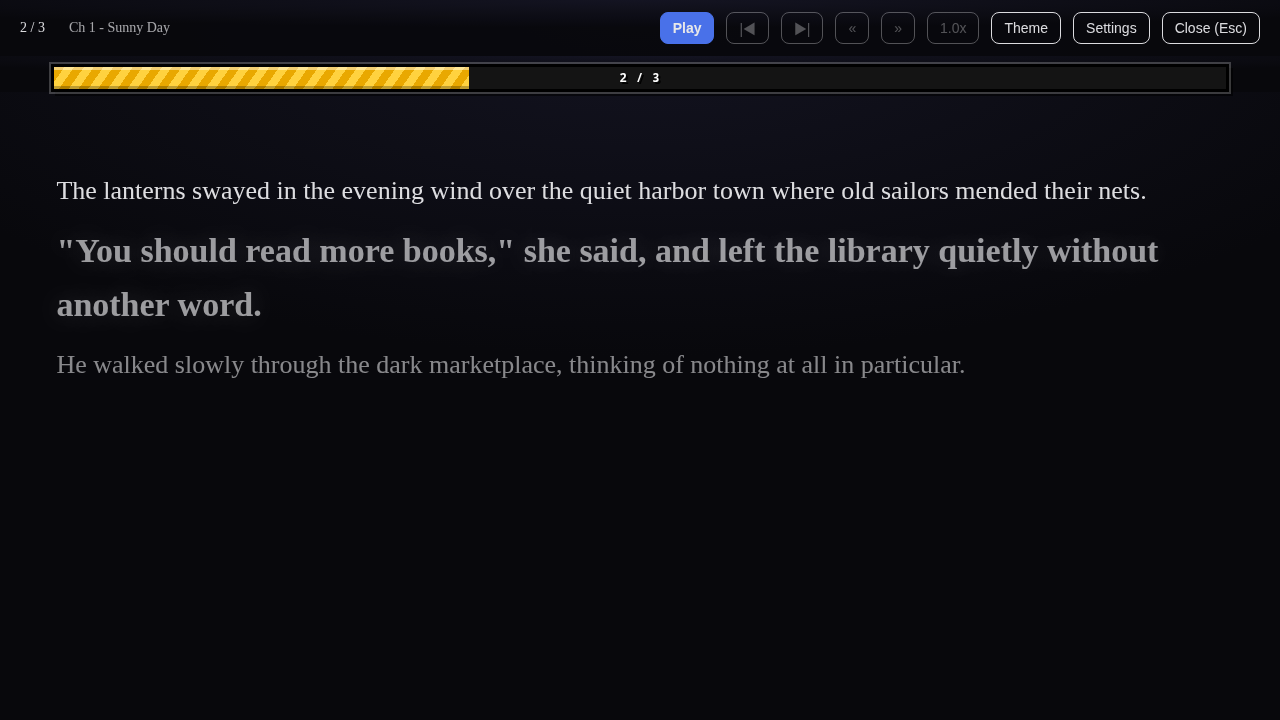 2 / 3 Ch 1 - Sunny Day Play |◀ ▶| « » 1.0x Theme Settings Close (Esc)
2 / 3
The lanterns swayed in the evening wind over the quiet harbor town where old sailors mended their nets.
"You should read more books," she said, and left the library quietly without
another word.
He walked slowly through the dark marketplace, thinking of nothing at all in particular.